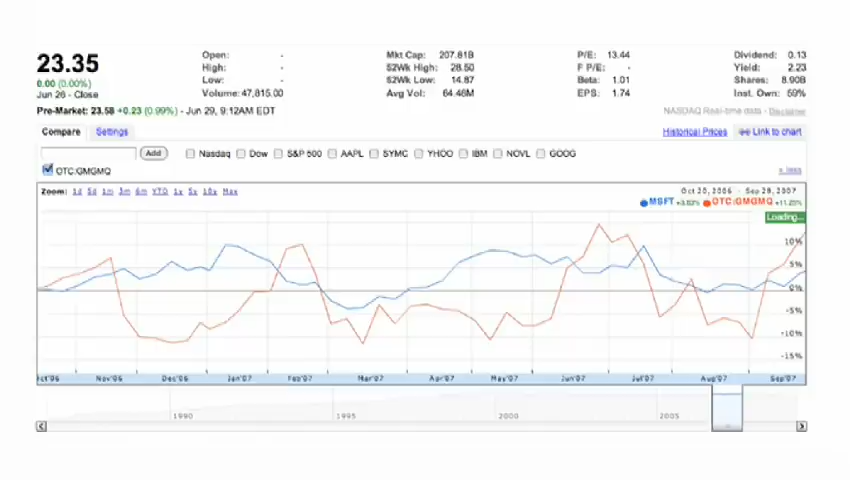 23.35
0.00 (0.00%)
Jun 26 - Close
Open: -
High: -
Low: -
Volume: 47,815.00
Mkt Cap: 207.81B
52Wk High: 28.50
52Wk Low: 14.87
Avg Vol: 64.46M
P/E: 13.44
F P/E: -
Beta: 1.01
EPS: 1.74
Dividend: 0.13
Yield: 2.23
Shares: 8.90B
Inst. Own: 59%
Pre-Market: 23.58 +0.23 (0.99%) - Jun 29, 9:12AM EDT
NASDAQ Real-time data - Disclaimer
Compare Settings
Historical Prices Link to chart
Add Nasdaq Dow S&P 500 AAPL SYMC YHOO IBM NOVL GOOG
OTC:GMGMQ
Zoom: 1d 5d 1m 3m 6m YTD 1y 5y 10y Max
Oct 20, 2006 - Sep 28, 2007
MSFT +3.83% OTC:GMGMQ +11.20%
Loading...
10%
5%
0%
-5%
-10%
-15%
Oct'06 Nov'06 Dec'06 Jan'07 Feb'07 Mar'07 Apr'07 May'07 Jun'07 Jul'07 Aug'07 Sep'07
1990 1995 2000 2005